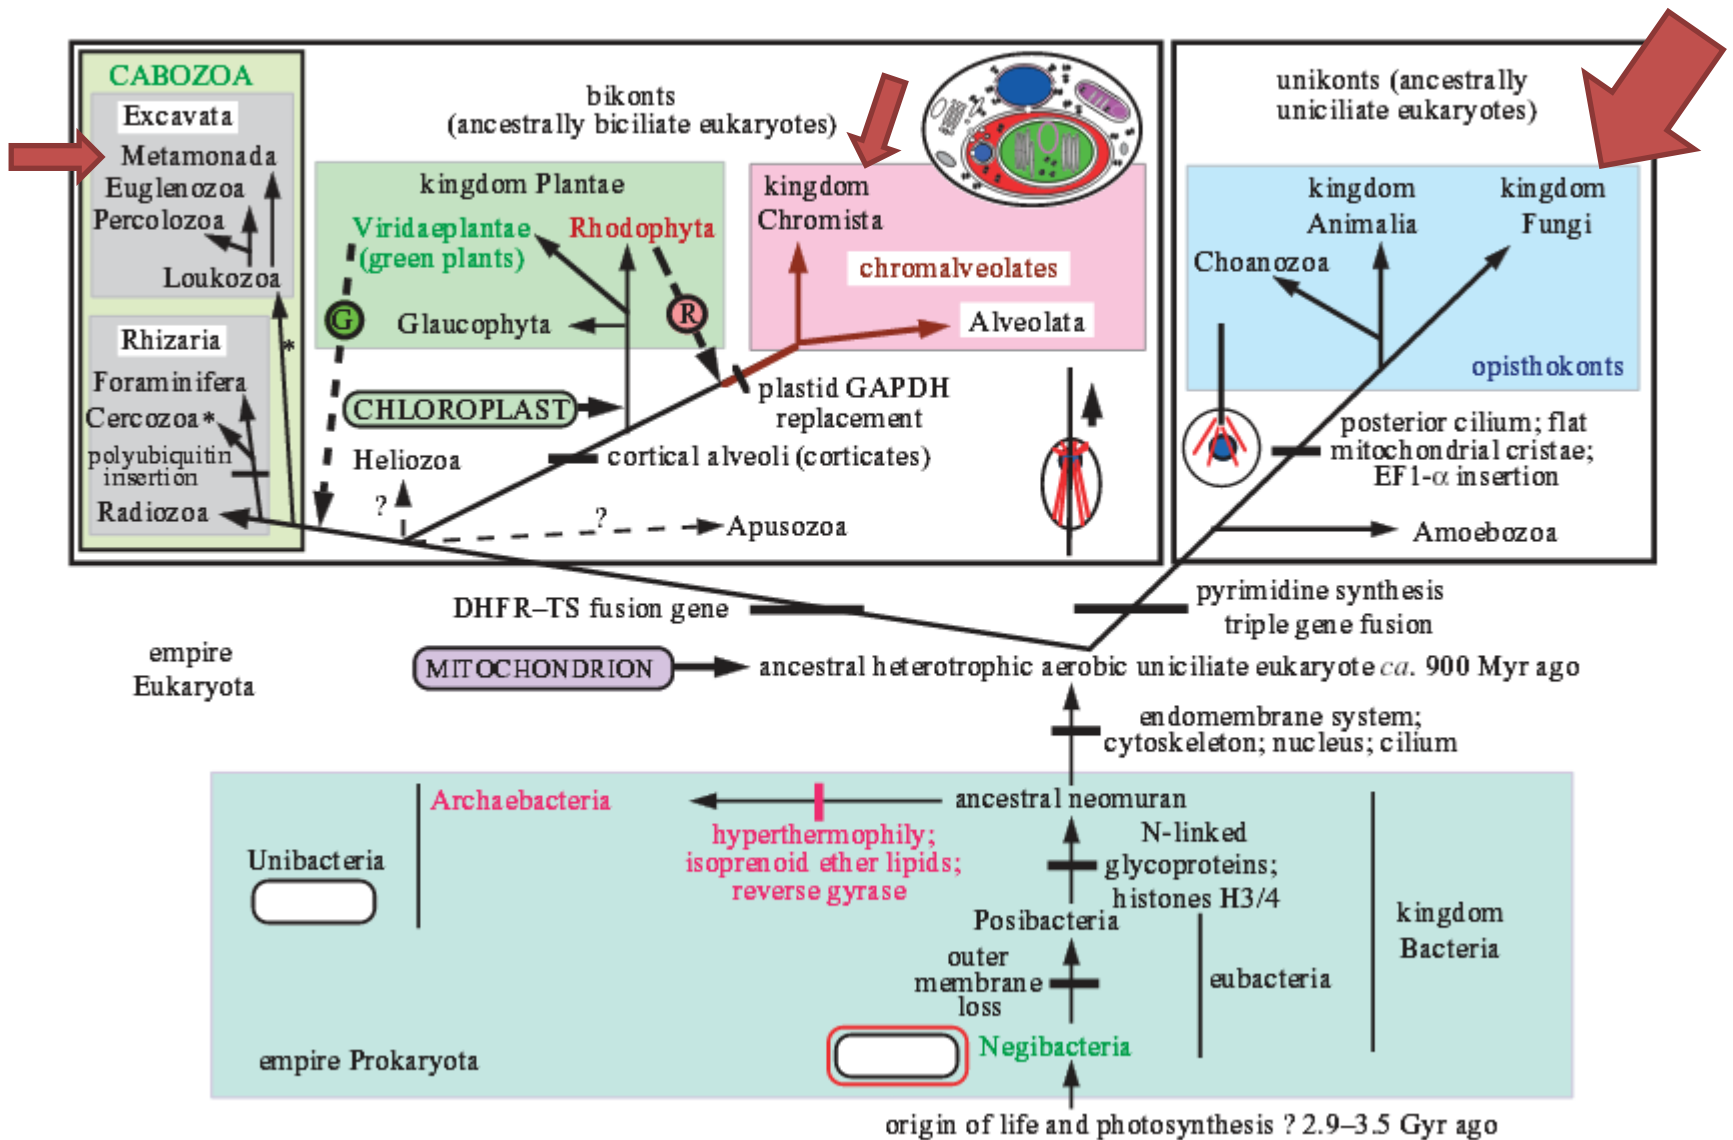 CABOZOA
Excavata
Metamonada
Euglenozoa
Percolozoa
Loukozoa
*
Rhizaria
Foraminifera
Cercozoa*
polyubiquitin
insertion
Radiozoa
bikonts
(ancestrally biciliate eukaryotes)
kingdom Plantae
Viridaeplantae
(green plants)
Rhodophyta
G
R
Glaucophyta
CHLOROPLAST
Heliozoa
?
?
Apusozoa
cortical alveoli (corticates)
kingdom
Chromista
chromalveolates
Alveolata
plastid GAPDH
replacement
unikonts (ancestrally
uniciliate eukaryotes)
kingdom
Animalia
kingdom
Fungi
Choanozoa
opisthokonts
posterior cilium; flat
mitochondrial cristae;
EF1-α insertion
Amoebozoa
DHFR–TS fusion gene
pyrimidine synthesis
triple gene fusion
empire
Eukaryota
MITOCHONDRION
ancestral heterotrophic aerobic uniciliate eukaryote ca. 900 Myr ago
endomembrane system;
cytoskeleton; nucleus; cilium
Archaebacteria
ancestral neomuran
hyperthermophily;
isoprenoid ether lipids;
reverse gyrase
N-linked
glycoproteins;
histones H3/4
Unibacteria
Posibacteria
kingdom
Bacteria
outer
membrane
loss
eubacteria
Negibacteria
empire Prokaryota
origin of life and photosynthesis ? 2.9–3.5 Gyr ago